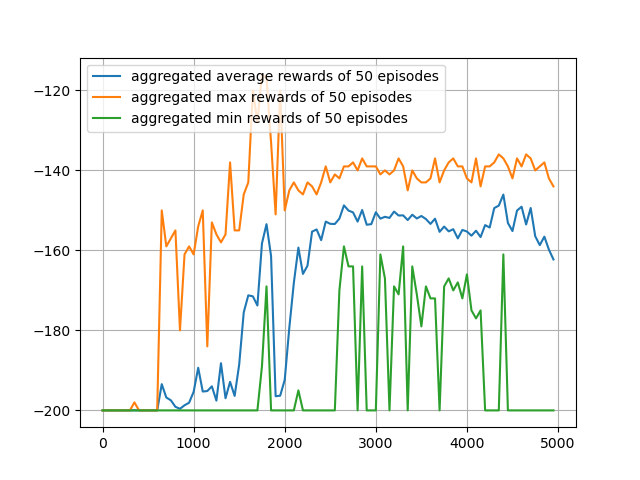 aggregated average rewards of 50 episodes
aggregated max rewards of 50 episodes
aggregated min rewards of 50 episodes
−120
−140
−160
−180
−200
0 1000 2000 3000 4000 5000